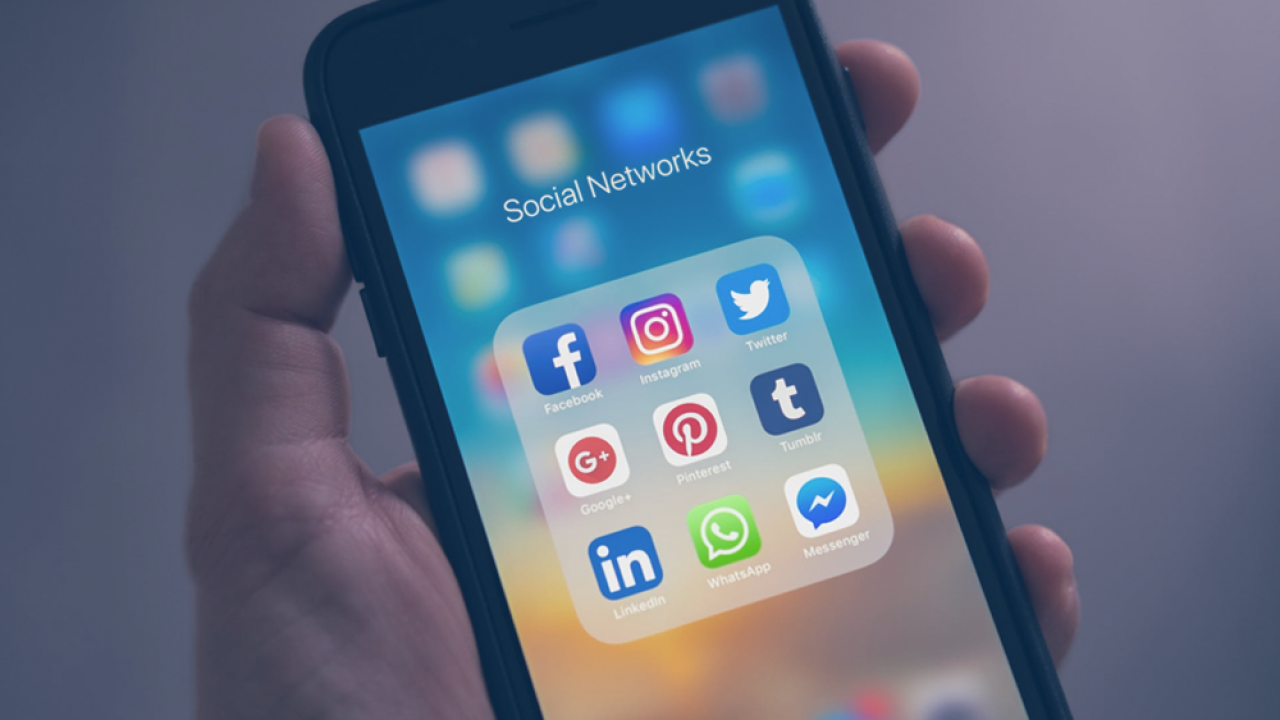 Social Networks
Facebook
Instagram
Twitter
Google+
Pinterest
Tumblr
LinkedIn
WhatsApp
Messenger